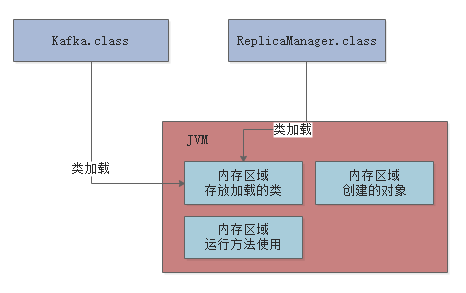 Kafka.class
ReplicaManager.class
类加载
JVM
类加载
内存区域
存放加载的类
内存区域
创建的对象
内存区域
运行方法使用